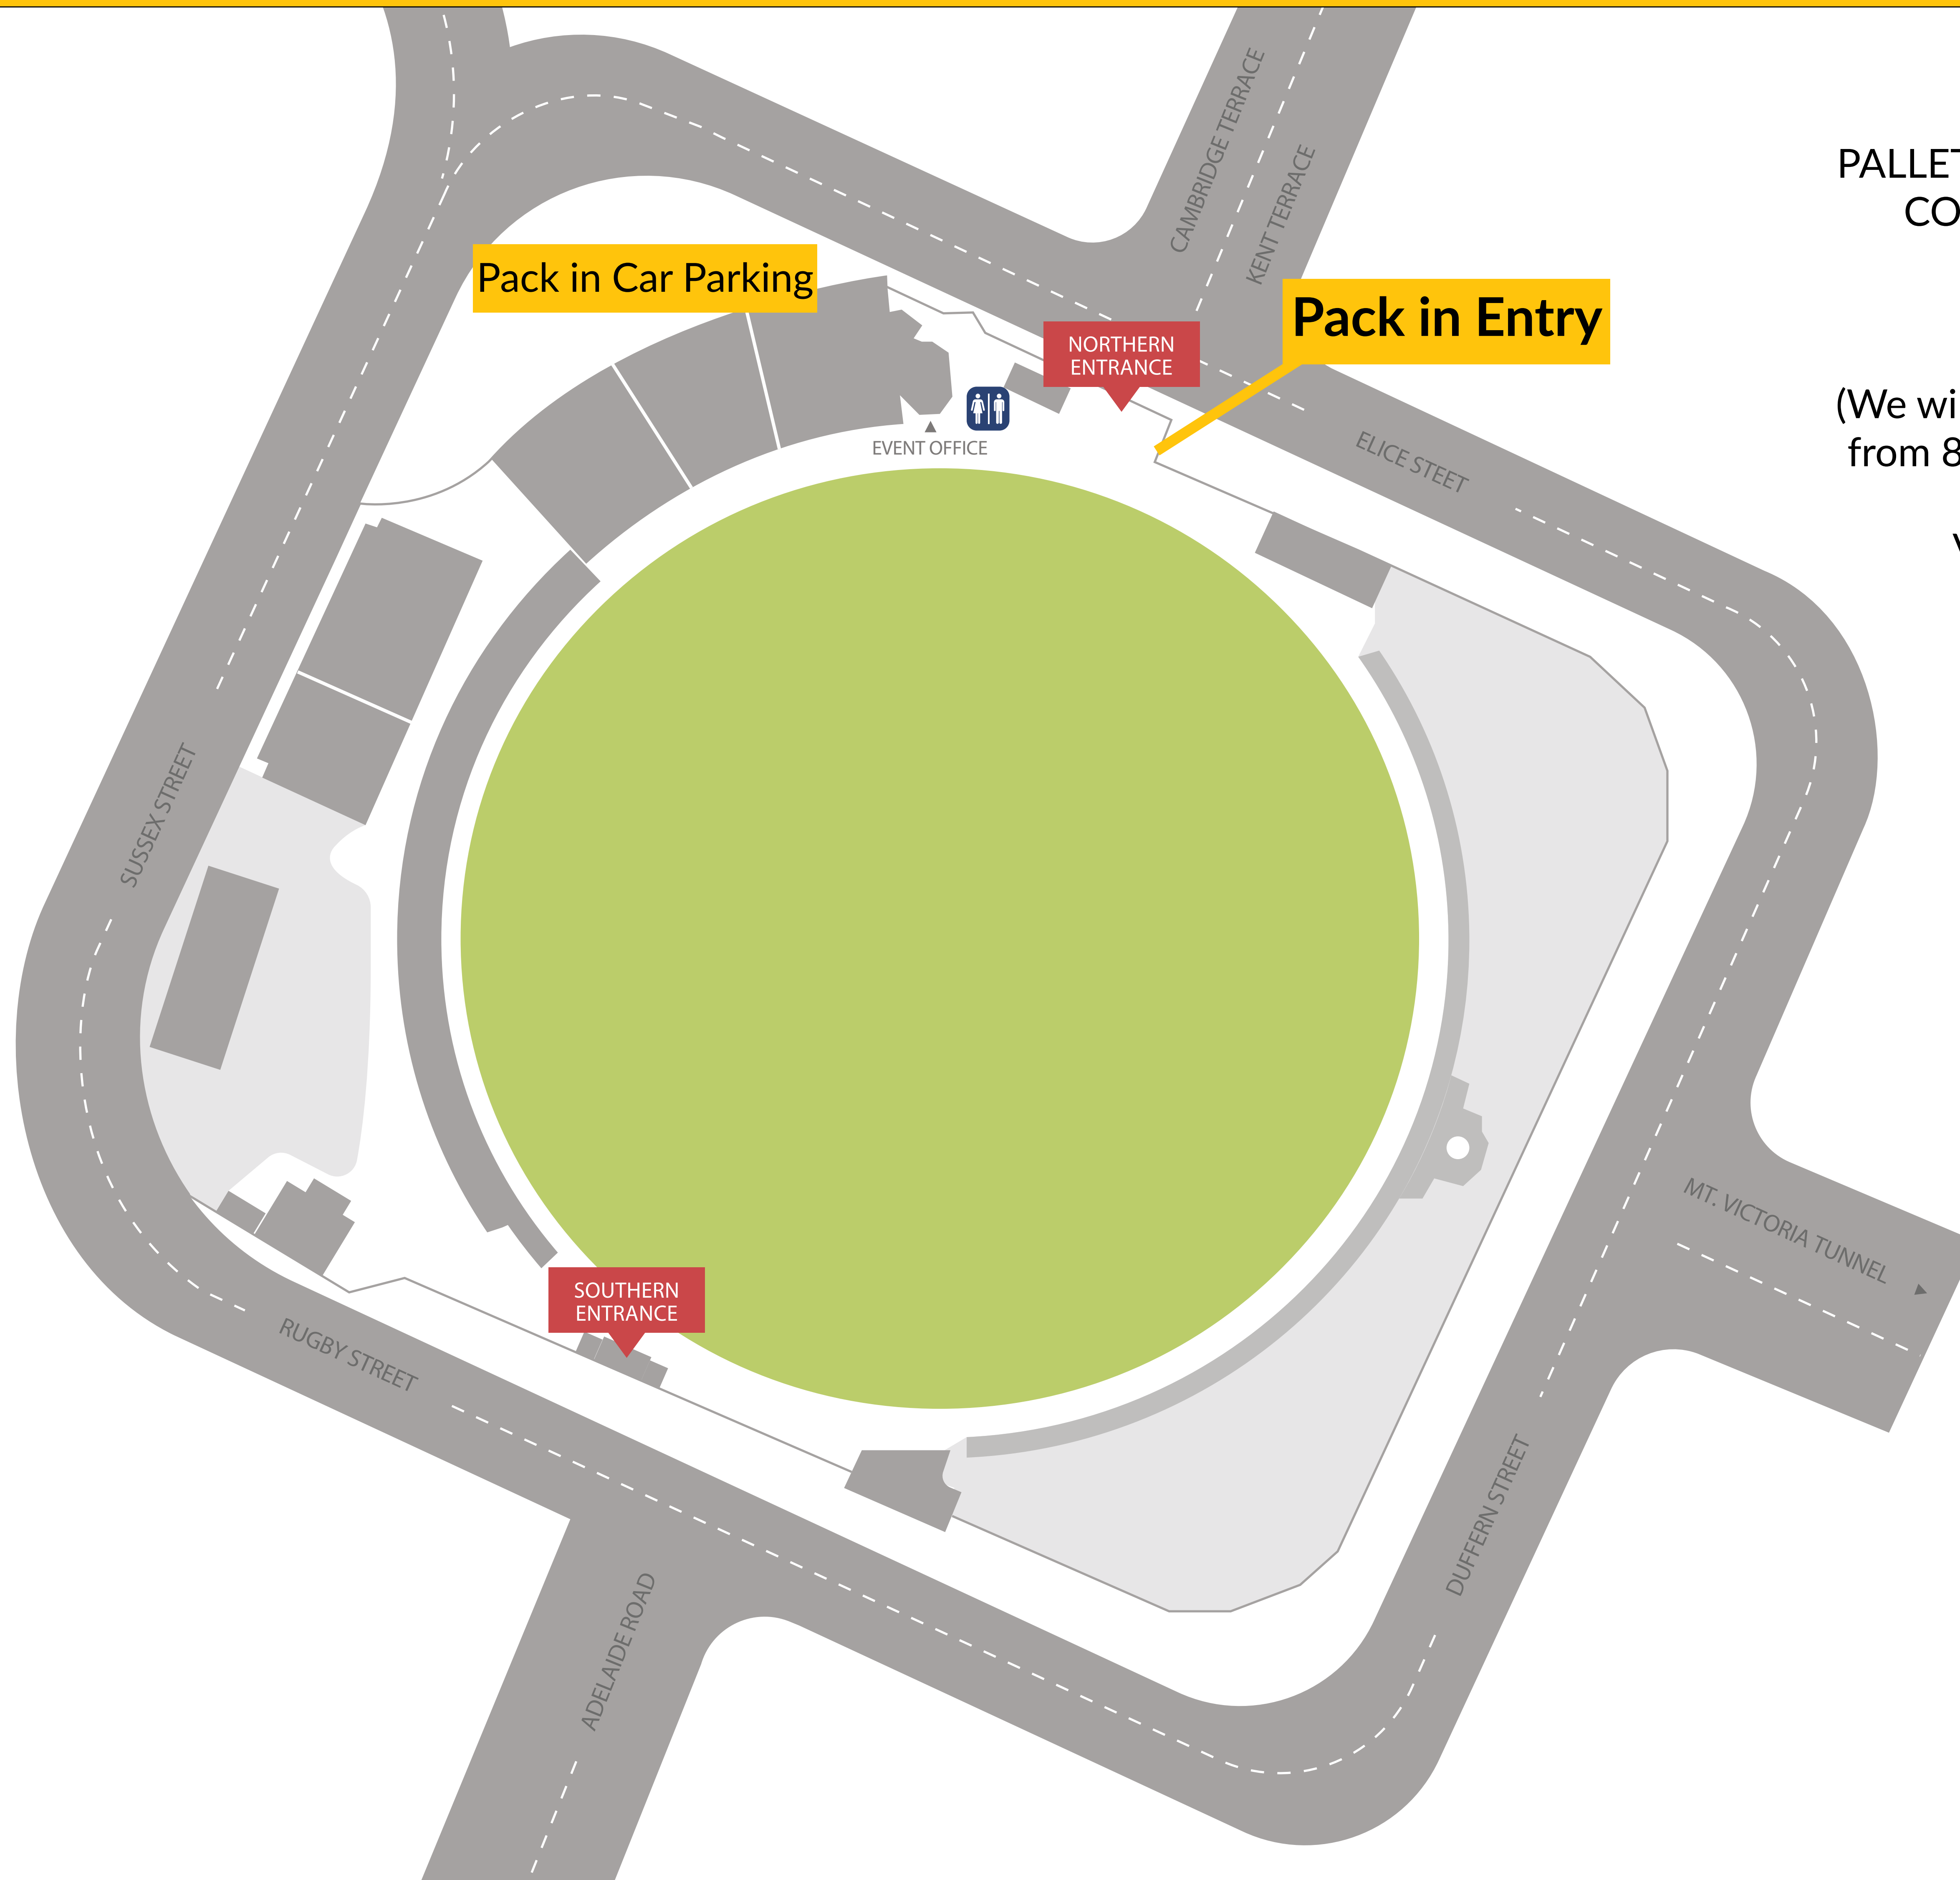 CAMBRIDGE TERRACE
KENT TERRACE
PALLET
CO
Pack in Car Parking
Pack in Entry
NORTHERN
ENTRANCE
(We wi
from 8
EVENT OFFICE
ELICE STEET
SUSSEX STREET
MT. VICTORIA TUNNEL
SOUTHERN
ENTRANCE
RUGBY STREET
DUFFERN STREET
ADELAIDE ROAD